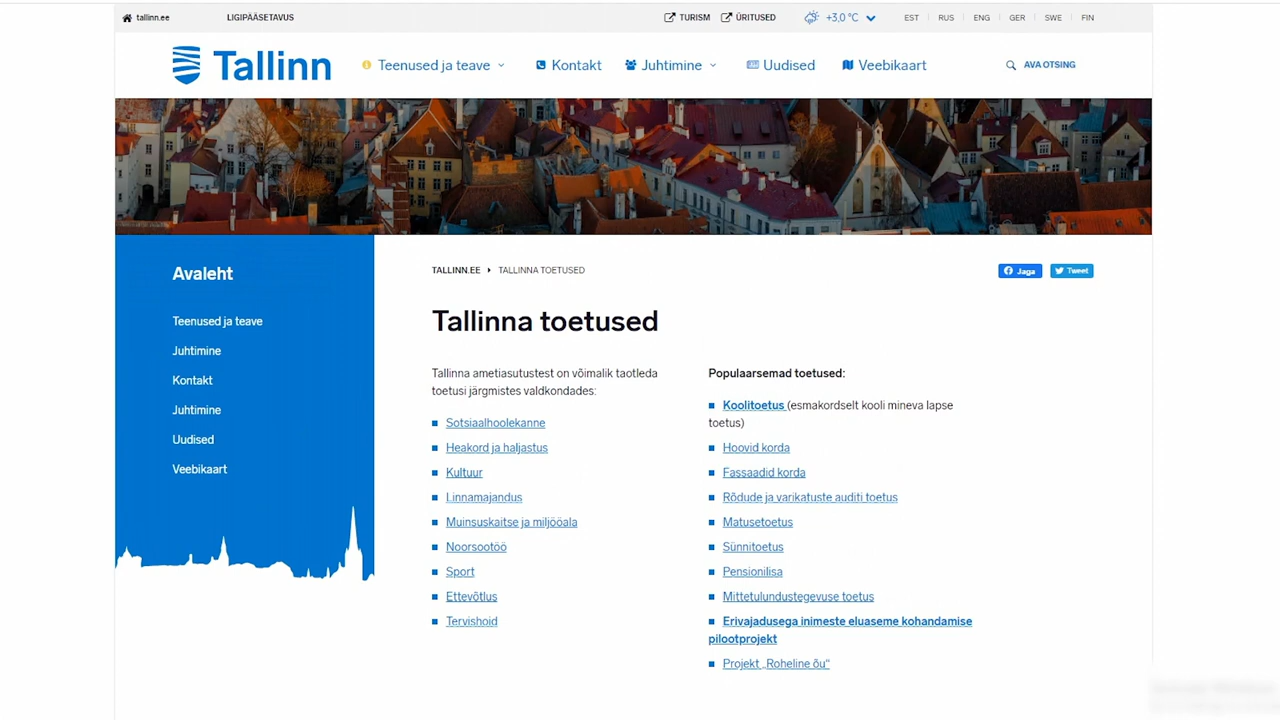 tallinn.ee
LIGIPÄÄSETAVUS
TURISM
ÜRITUSED
+3,0 °C
EST
RUS
ENG
GER
SWE
FIN
Tallinn
Teenused ja teave
Kontakt
Juhtimine
Uudised
Veebikaart
AVA OTSING
Avaleht
Teenused ja teave
Juhtimine
Kontakt
Juhtimine
Uudised
Veebikaart
TALLINN.EE
TALLINNA TOETUSED
Jaga
Tweet
Tallinna toetused
Tallinna ametiasutustest on võimalik taotleda
toetusi järgmistes valdkondades:
Sotsiaalhoolekanne
Heakord ja haljastus
Kultuur
Linnamajandus
Muinsuskaitse ja miljööala
Noorsootöö
Sport
Ettevõtlus
Tervishoid
Populaarsemad toetused:
Koolitoetus (esmakordselt kooli mineva lapse
toetus)
Hoovid korda
Fassaadid korda
Rõdude ja varikatuste auditi toetus
Matusetoetus
Sünnitoetus
Pensionilisa
Mittetulundustegevuse toetus
Erivajadusega inimeste eluaseme kohandamise
pilootprojekt
Projekt „Roheline õu“